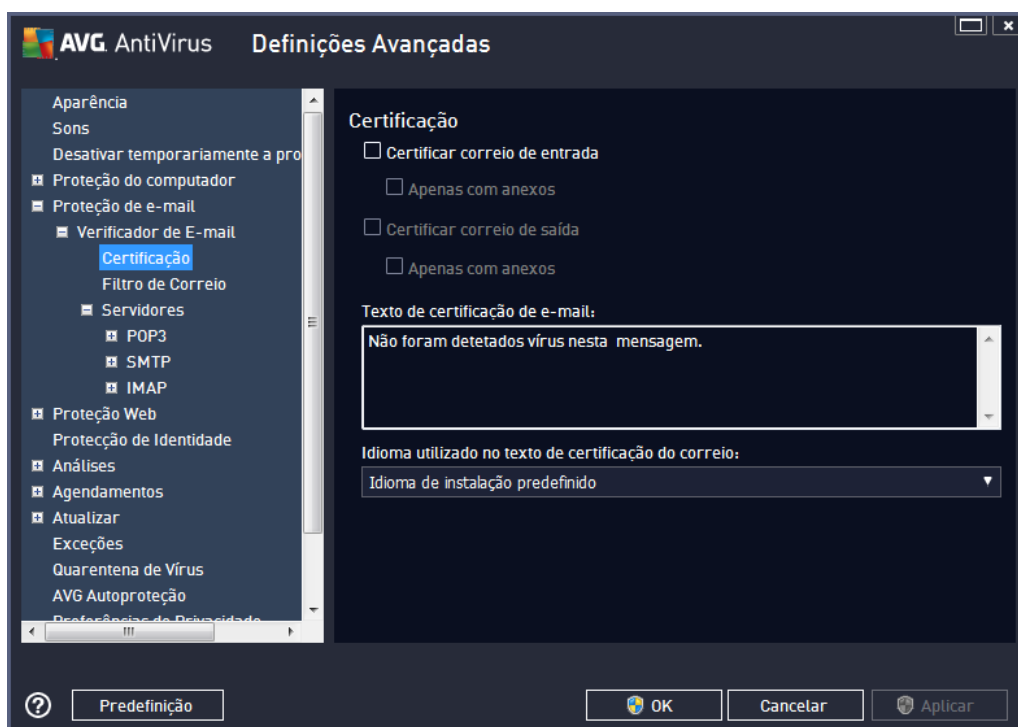 AVG. AntiVirus Definições Avançadas
Aparência
Sons
Desativar temporariamente a pro
Proteção do computador
Proteção de e-mail
Verificador de E-mail
Certificação
Filtro de Correio
Servidores
POP3
SMTP
IMAP
Proteção Web
Protecção de Identidade
Análises
Agendamentos
Atualizar
Exceções
Quarentena de Vírus
AVG Autoproteção
Preferências de Privacidade
Certificação
Certificar correio de entrada
Apenas com anexos
Certificar correio de saída
Apenas com anexos
Texto de certificação de e-mail:
Não foram detetados vírus nesta mensagem.
Idioma utilizado no texto de certificação do correio:
Idioma de instalação predefinido
Predefinição
OK
Cancelar
Aplicar